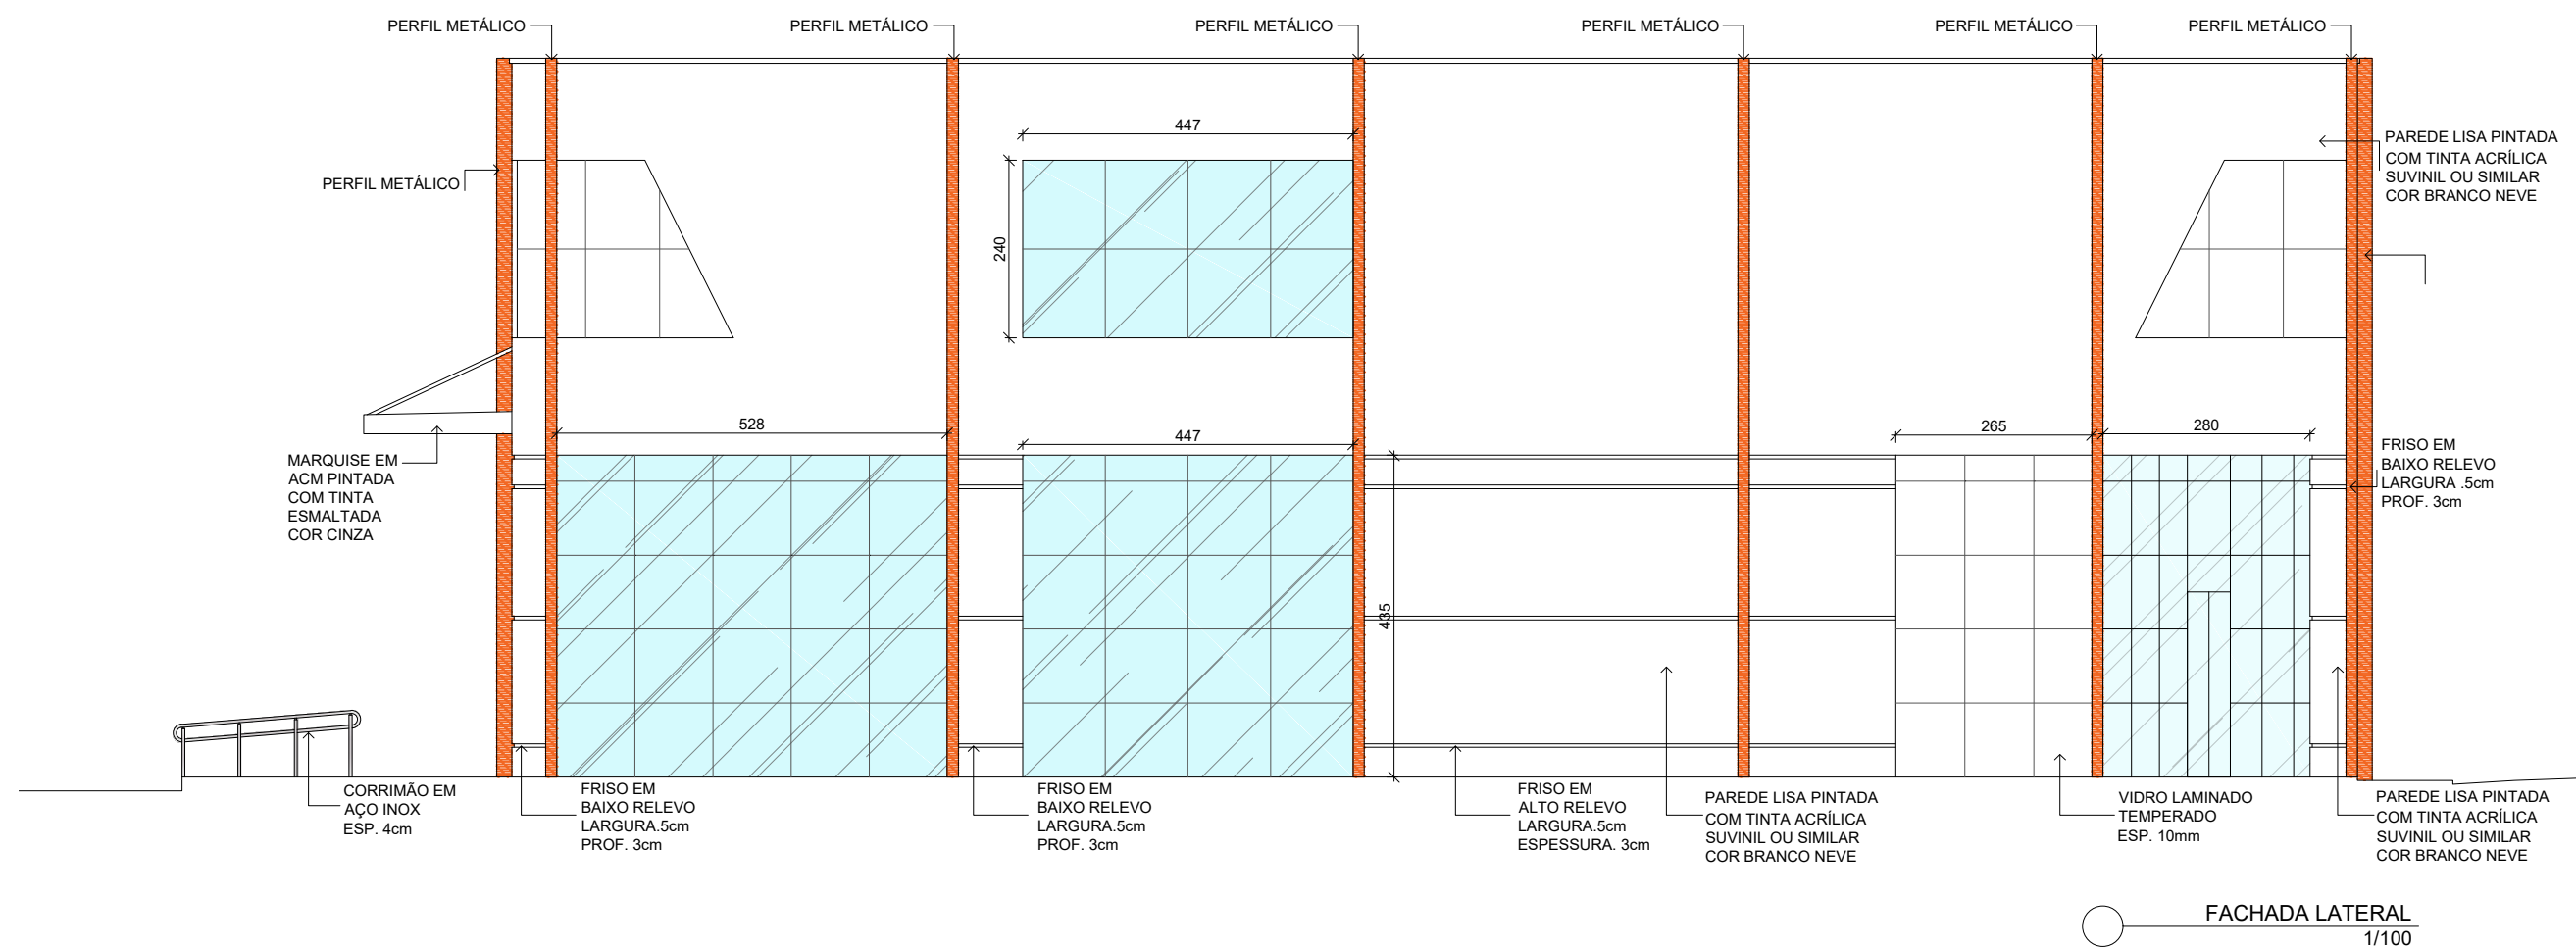 PERFIL METÁLICO
PERFIL METÁLICO
PERFIL METÁLICO
PERFIL METÁLICO
PERFIL METÁLICO
PERFIL METÁLICO
447
PAREDE LISA PINTADA
COM TINTA ACRÍLICA
SUVINIL OU SIMILAR
COR BRANCO NEVE
PERFIL METÁLICO
240
528
447
265
280
MARQUISE EM
ACM PINTADA
COM TINTA
ESMALTADA
COR CINZA
FRISO EM
BAIXO RELEVO
LARGURA .5cm
PROF. 3cm
435
CORRIMÃO EM
AÇO INOX
ESP. 4cm
FRISO EM
BAIXO RELEVO
LARGURA.5cm
PROF. 3cm
FRISO EM
BAIXO RELEVO
LARGURA.5cm
PROF. 3cm
FRISO EM
ALTO RELEVO
LARGURA.5cm
ESPESSURA. 3cm
PAREDE LISA PINTADA
COM TINTA ACRÍLICA
SUVINIL OU SIMILAR
COR BRANCO NEVE
VIDRO LAMINADO
TEMPERADO
ESP. 10mm
PAREDE LISA PINTADA
COM TINTA ACRÍLICA
SUVINIL OU SIMILAR
COR BRANCO NEVE
FACHADA LATERAL
1/100